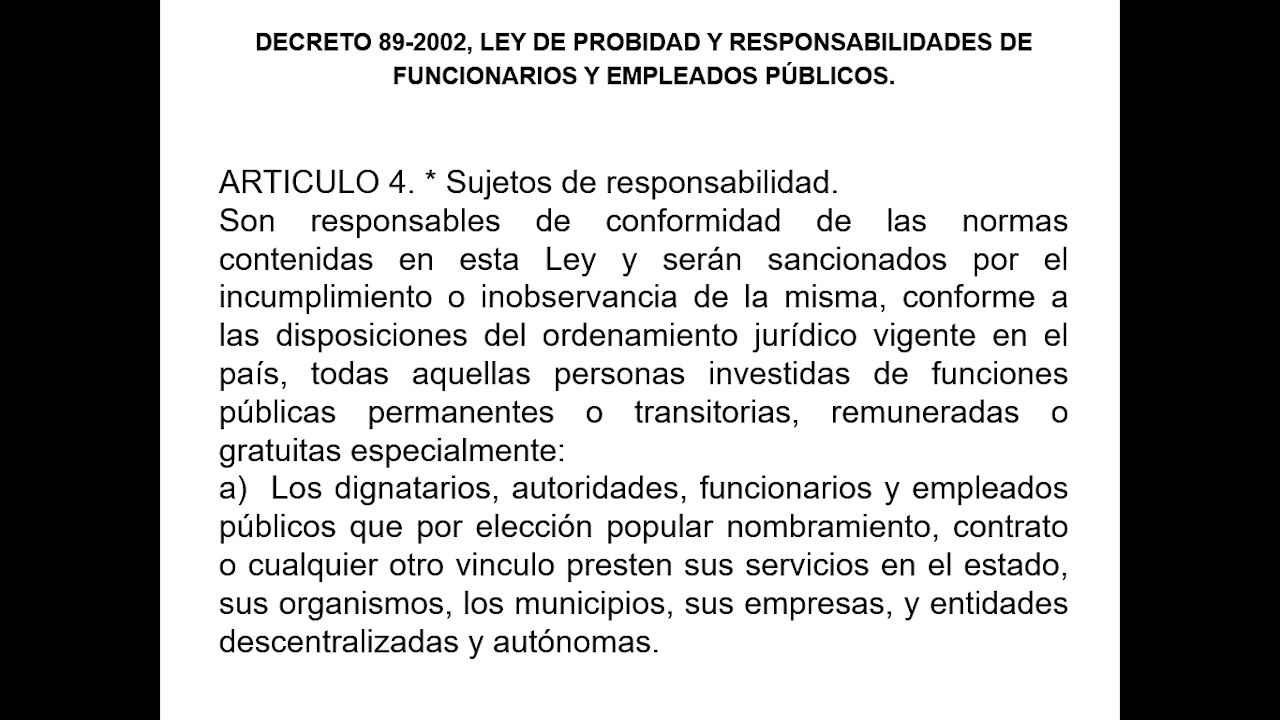 DECRETO 89-2002, LEY DE PROBIDAD Y RESPONSABILIDADES DE
FUNCIONARIOS Y EMPLEADOS PÚBLICOS.
ARTICULO 4. * Sujetos de responsabilidad.
Son responsables de conformidad de las normas
contenidas en esta Ley y serán sancionados por el
incumplimiento o inobservancia de la misma, conforme a
las disposiciones del ordenamiento jurídico vigente en el
país, todas aquellas personas investidas de funciones
públicas permanentes o transitorias, remuneradas o
gratuitas especialmente:
a) Los dignatarios, autoridades, funcionarios y empleados
públicos que por elección popular nombramiento, contrato
o cualquier otro vinculo presten sus servicios en el estado,
sus organismos, los municipios, sus empresas, y entidades
descentralizadas y autónomas.